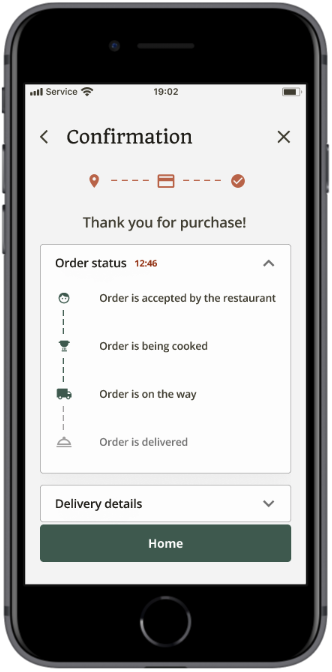 Service 19:02
Confirmation
Thank you for purchase!
Order status 12:46
Order is accepted by the restaurant
Order is being cooked
Order is on the way
Order is delivered
Delivery details
Home